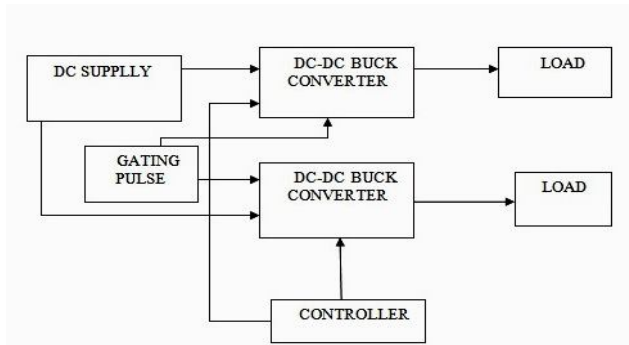 DC SUPPLLY
DC-DC BUCK
CONVERTER
LOAD
GATING
PULSE
DC-DC BUCK
CONVERTER
LOAD
CONTROLLER